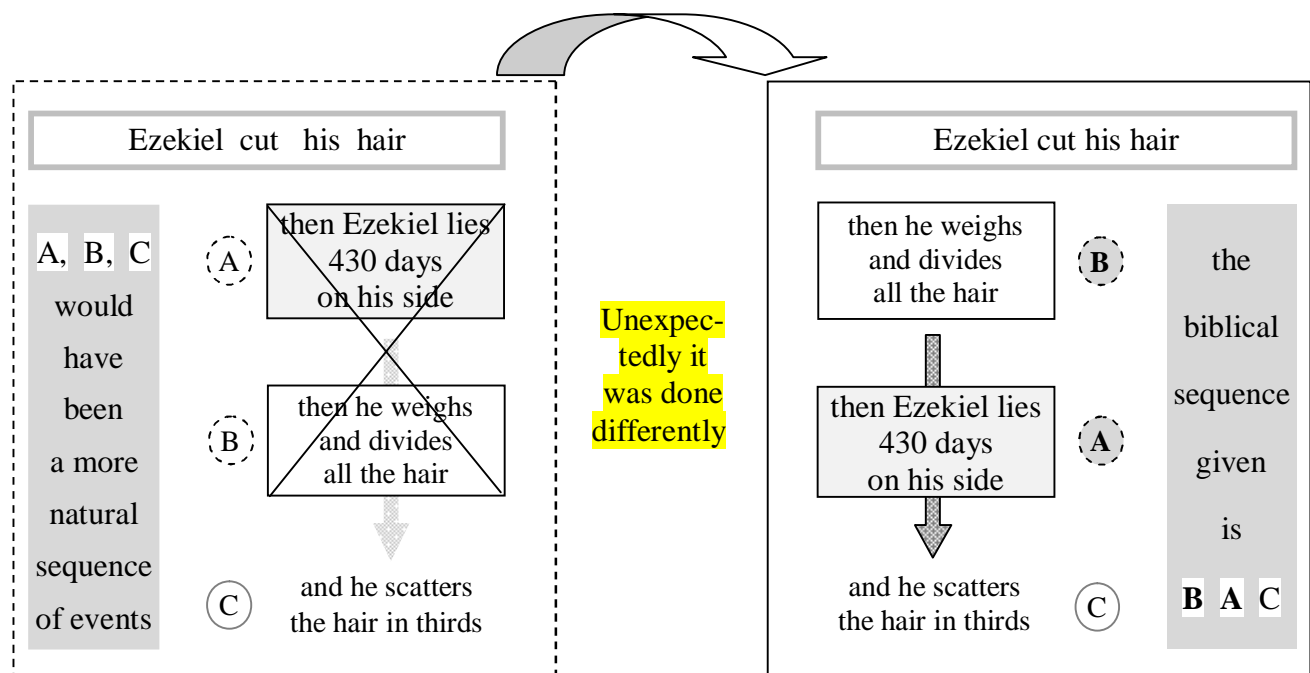 Ezekiel cut his hair
A, B, C
would
have
been
a more
natural
sequence
of events
A
then Ezekiel lies
430 days
on his side
B
then he weighs
and divides
all the hair
C
and he scatters
the hair in thirds
Unexpec-
tedly it
was done
differently
Ezekiel cut his hair
then he weighs
and divides
all the hair
B
then Ezekiel lies
430 days
on his side
A
and he scatters
the hair in thirds
C
the
biblical
sequence
given
is
B A C